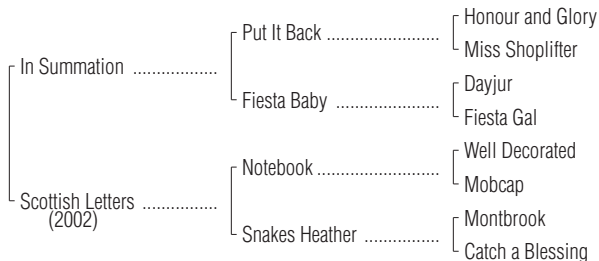 Honour and Glory
Put It Back ........................
Miss Shoplifter
In Summation .................
Dayjur
Fiesta Baby ......................
Fiesta Gal
Well Decorated
Notebook ..........................
Mobcap
Scottish Letters ...............
(2002)
Montbrook
Snakes Heather ...............
Catch a Blessing